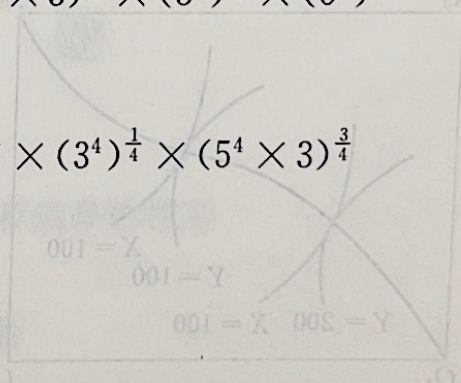 × (3⁴)^{1/4} × (5⁴ × 3)^{3/4}
X = 100
Y = 100
X = 100
Y = 200